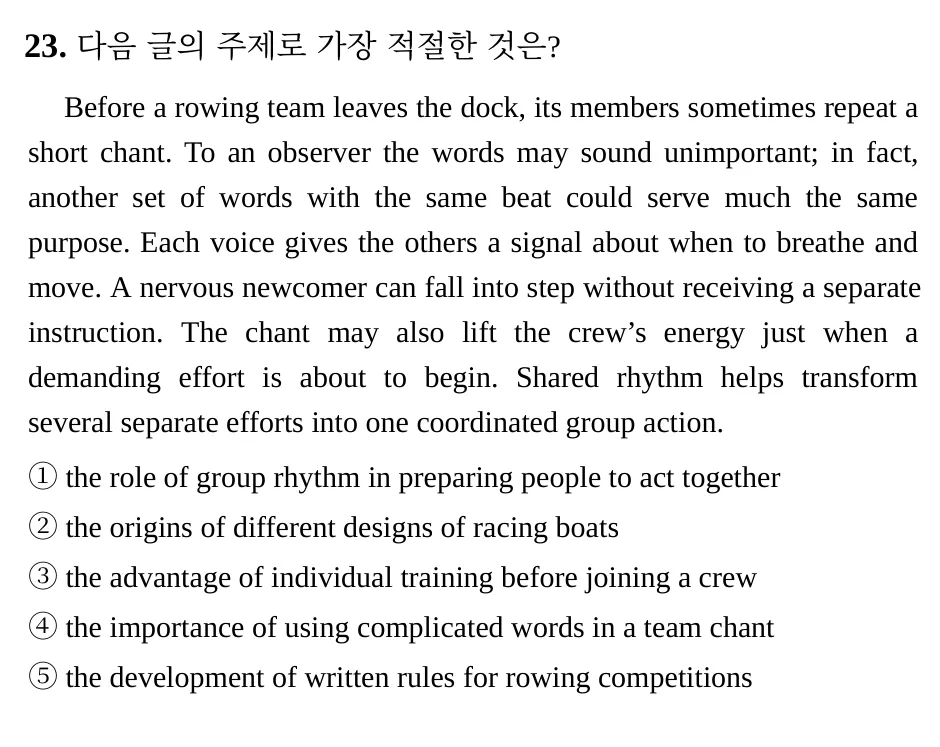 23. 다음 글의 주제로 가장 적절한 것은?
Before a rowing team leaves the dock, its members sometimes repeat a
short chant. To an observer the words may sound unimportant; in fact,
another set of words with the same beat could serve much the same
purpose. Each voice gives the others a signal about when to breathe and
move. A nervous newcomer can fall into step without receiving a separate
instruction. The chant may also lift the crew’s energy just when a
demanding effort is about to begin. Shared rhythm helps transform
several separate efforts into one coordinated group action.
① the role of group rhythm in preparing people to act together
② the origins of different designs of racing boats
③ the advantage of individual training before joining a crew
④ the importance of using complicated words in a team chant
⑤ the development of written rules for rowing competitions